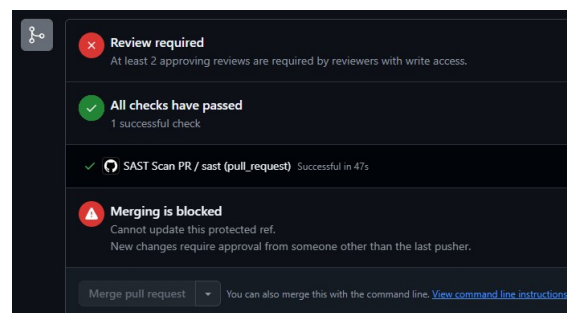 Review required
At least 2 approving reviews are required by reviewers with write access.
All checks have passed
1 successful check
SAST Scan PR / sast (pull_request) Successful in 47s
Merging is blocked
Cannot update this protected ref.
New changes require approval from someone other than the last pusher.
Merge pull request You can also merge this with the command line. View command line instructions